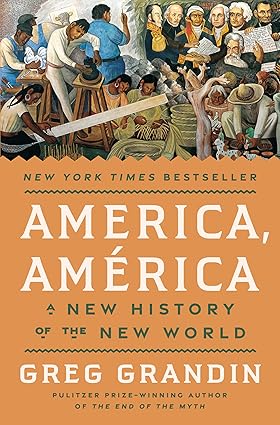 NEW YORK TIMES BESTSELLER
AMERICA,
AMÉRICA
A NEW HISTORY
OF THE
NEW WORLD
GREG GRANDIN
PULITZER PRIZE–WINNING AUTHOR
OF THE END OF THE MYTH